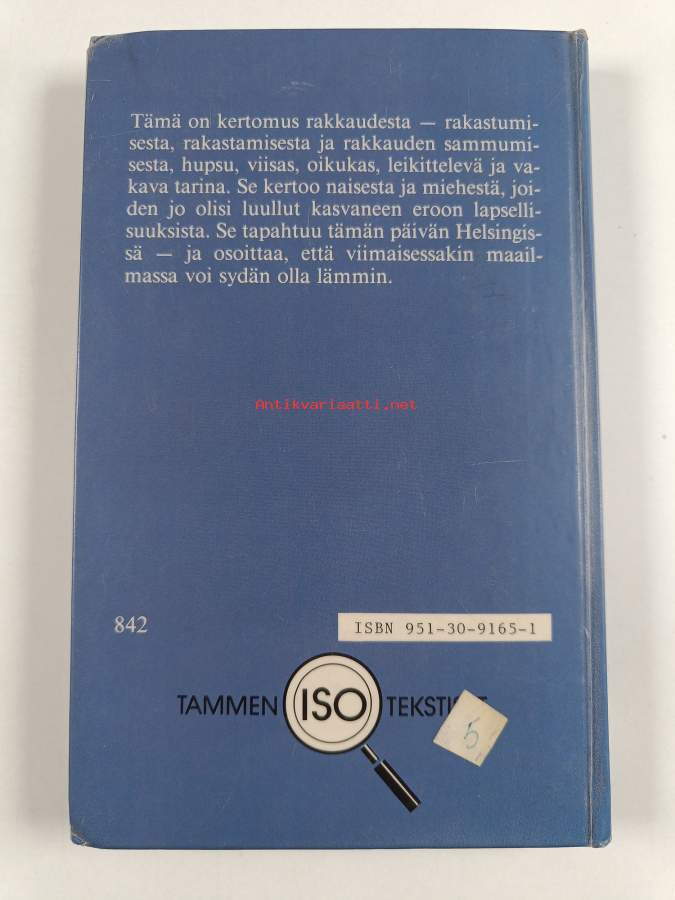 Tämä on kertomus rakkaudesta — rakastumi-
sesta, rakastamisesta ja rakkauden sammumi-
sesta, hupsu, viisas, oikukas, leikittelevä ja va-
kava tarina. Se kertoo naisesta ja miehestä, joi-
den jo olisi luullut kasvaneen eroon lapselli-
suuksista. Se tapahtuu tämän päivän Helsingis-
sä — ja osoittaa, että viimaisessakin maail-
massa voi sydän olla lämmin.
Antikvariaatti.net
842
ISBN 951-30-9165-1
TAMMEN ISO
5